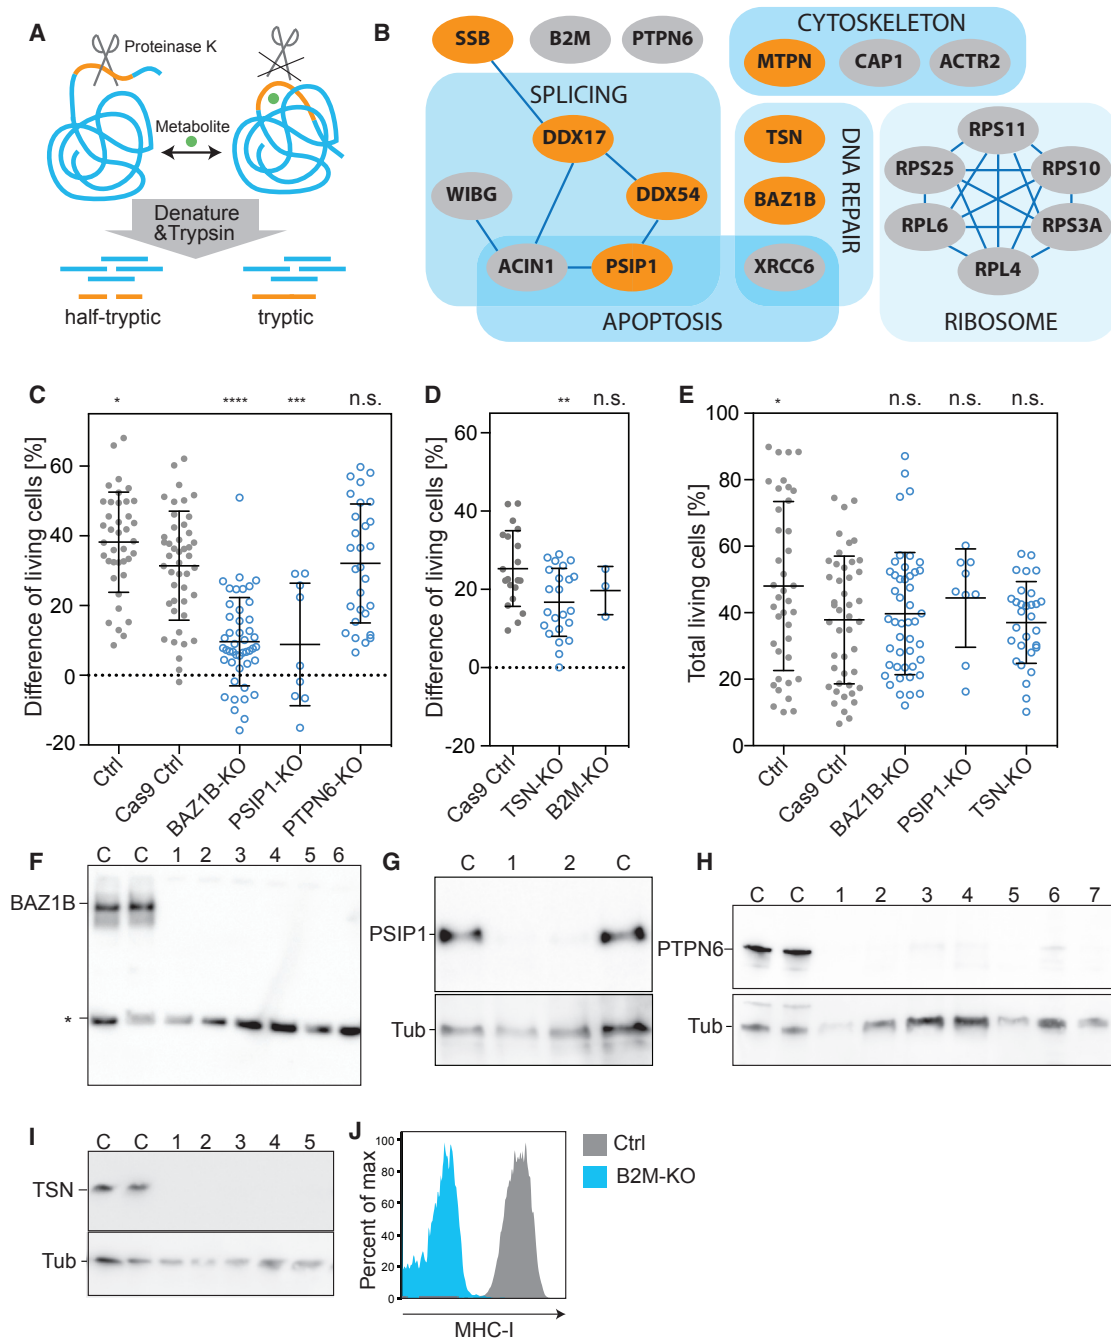 A
Proteinase K
Metabolite
Denature
&Trypsin
half-tryptic
tryptic
B
SSB
B2M
PTPN6
CYTOSKELETON
MTPN
CAP1
ACTR2
SPLICING
DDX17
WIBG
DDX54
ACIN1
PSIP1
APOPTOSIS
TSN
BAZ1B
XRCC6
DNA REPAIR
RPS11
RPS25
RPS10
RPL6
RPS3A
RPL4
RIBOSOME
C
* **** *** n.s.
Difference of living cells [%]
60
40
20
0
-20
Ctrl
Cas9 Ctrl
BAZ1B-KO
PSIP1-KO
PTPN6-KO
D
** n.s.
Difference of living cells [%]
60
40
20
0
-20
Cas9 Ctrl
TSN-KO
B2M-KO
E
* n.s. n.s. n.s.
Total living cells [%]
100
80
60
40
20
0
Ctrl
Cas9 Ctrl
BAZ1B-KO
PSIP1-KO
TSN-KO
F
C C 1 2 3 4 5 6
BAZ1B
*
G
C 1 2 C
PSIP1
Tub
H
C C 1 2 3 4 5 6 7
PTPN6
Tub
I
C C 1 2 3 4 5
TSN
Tub
J
Percent of max
100
80
60
40
20
0
MHC-I
Ctrl
B2M-KO